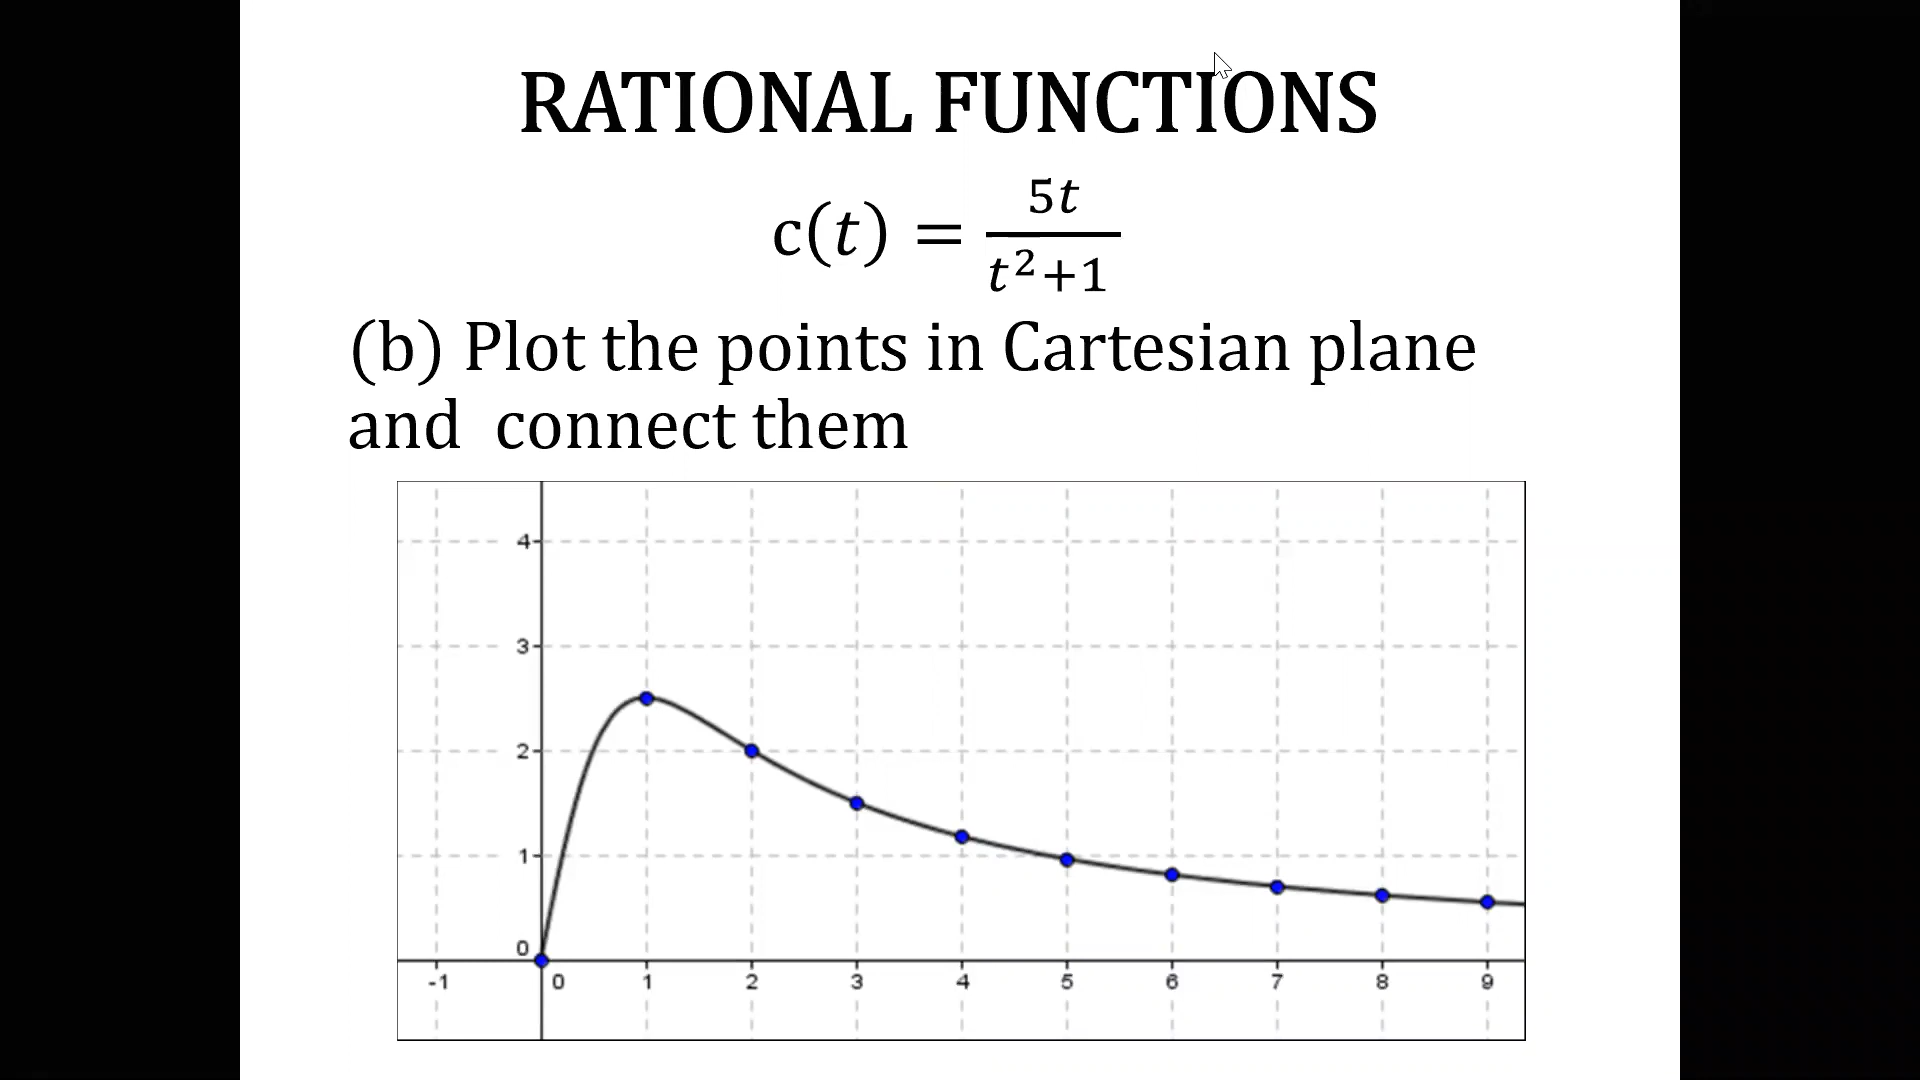 RATIONAL FUNCTIONS
c(t) = 5t / t²+1
(b) Plot the points in Cartesian plane
and connect them
4
3
2
1
0
-1 0 1 2 3 4 5 6 7 8 9